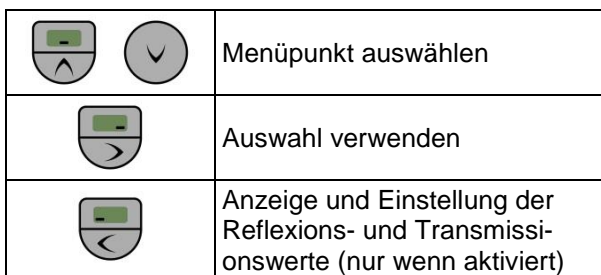 Menüpunkt auswählen
Auswahl verwenden
Anzeige und Einstellung der
Reflexions- und Transmissi-
onswerte (nur wenn aktiviert)